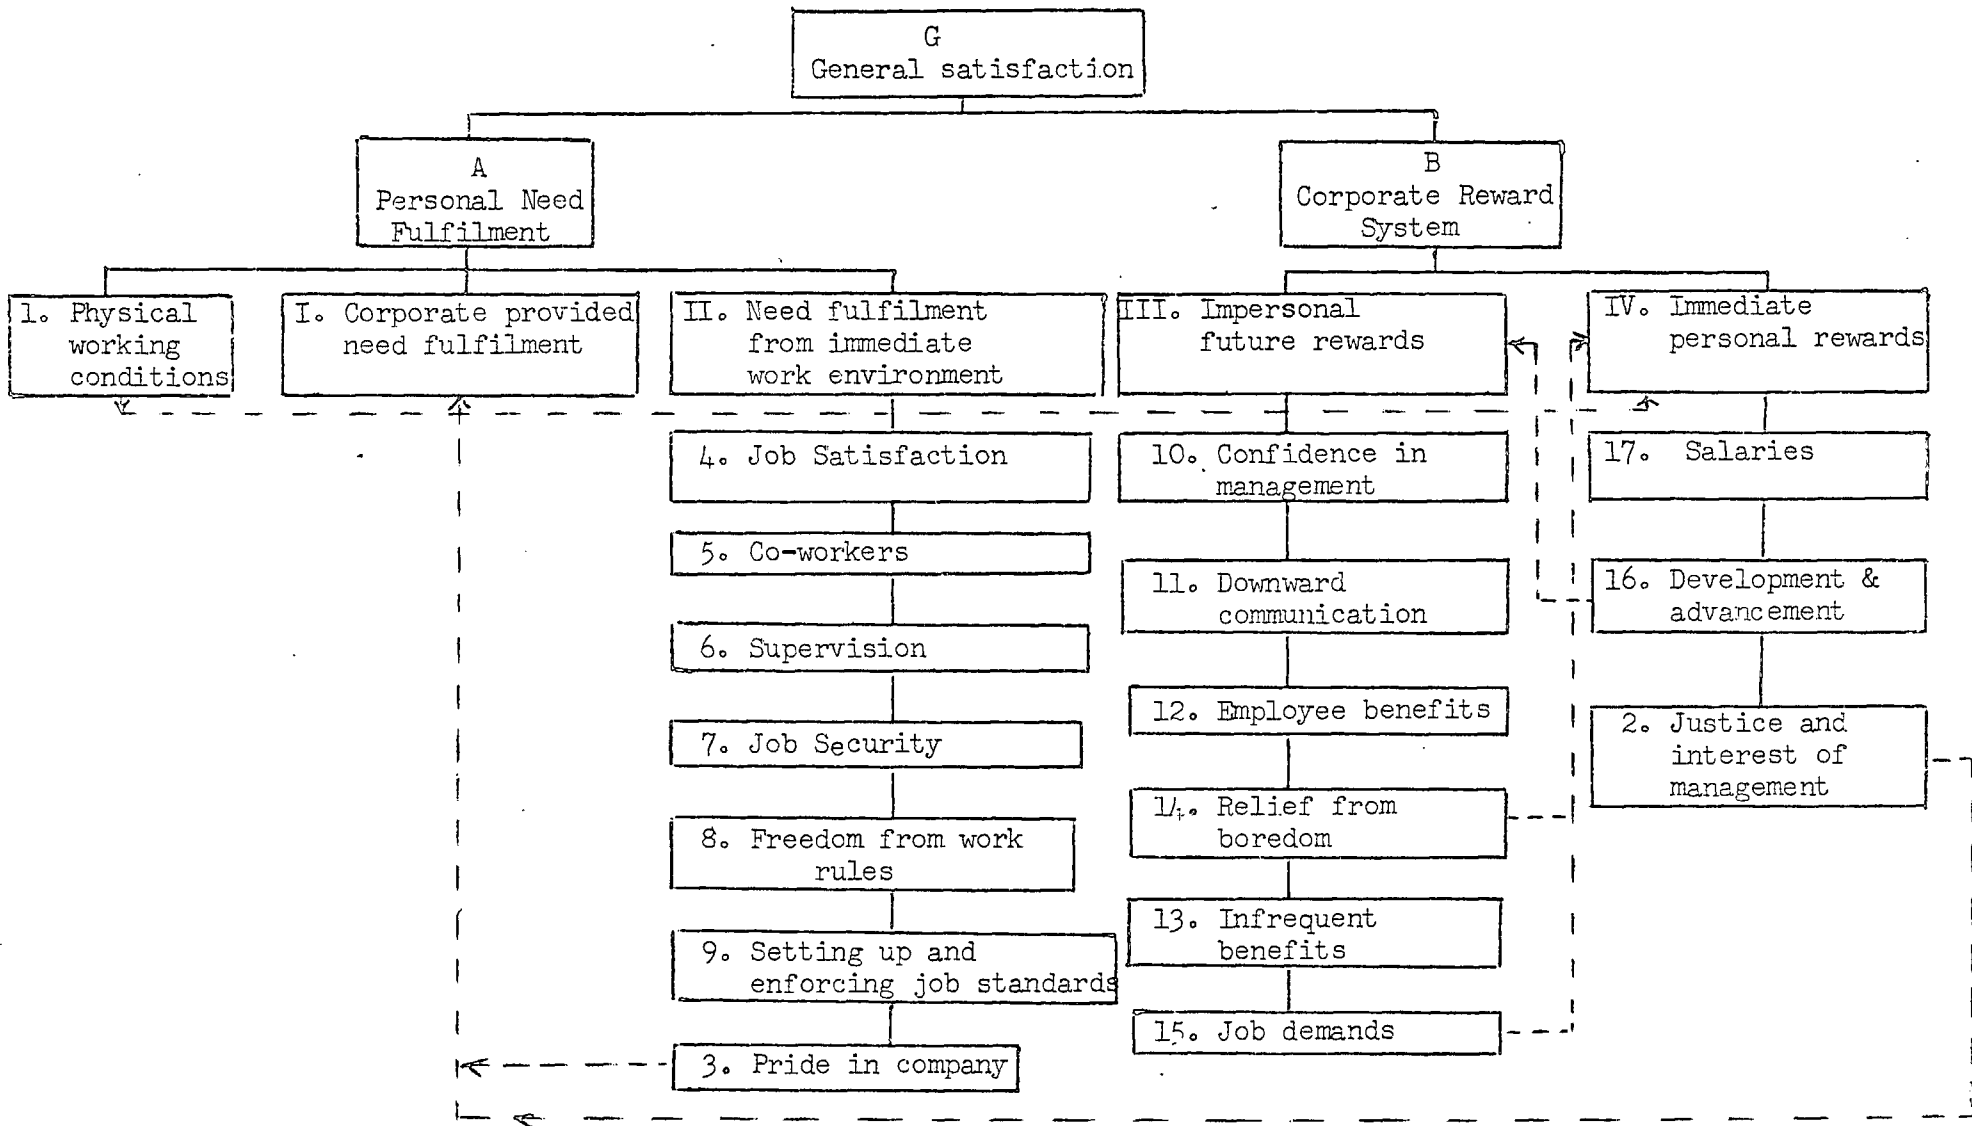 G
General satisfaction
A
Personal Need
Fulfilment
B
Corporate Reward
System
1. Physical
working
conditions
I. Corporate provided
need fulfilment
II. Need fulfilment
from immediate
work environment
III. Impersonal
future rewards
IV. Immediate
personal rewards
4. Job Satisfaction
5. Co-workers
6. Supervision
7. Job Security
8. Freedom from work
rules
9. Setting up and
enforcing job standards
3. Pride in company
10. Confidence in
management
11. Downward
communication
12. Employee benefits
14. Relief from
boredom
13. Infrequent
benefits
15. Job demands
17. Salaries
16. Development &
advancement
2. Justice and
interest of
management